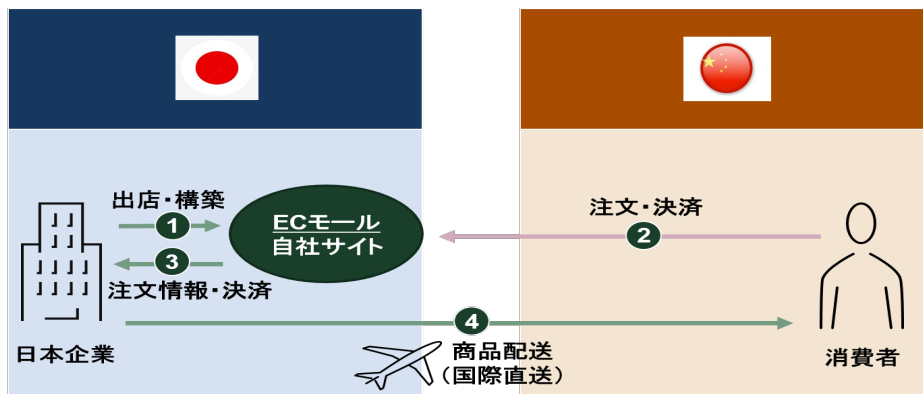 出店・構築
1
ECモール
自社サイト
3
注文情報・決済
日本企業
注文・決済
2
4
商品配送
（国際直送）
消費者